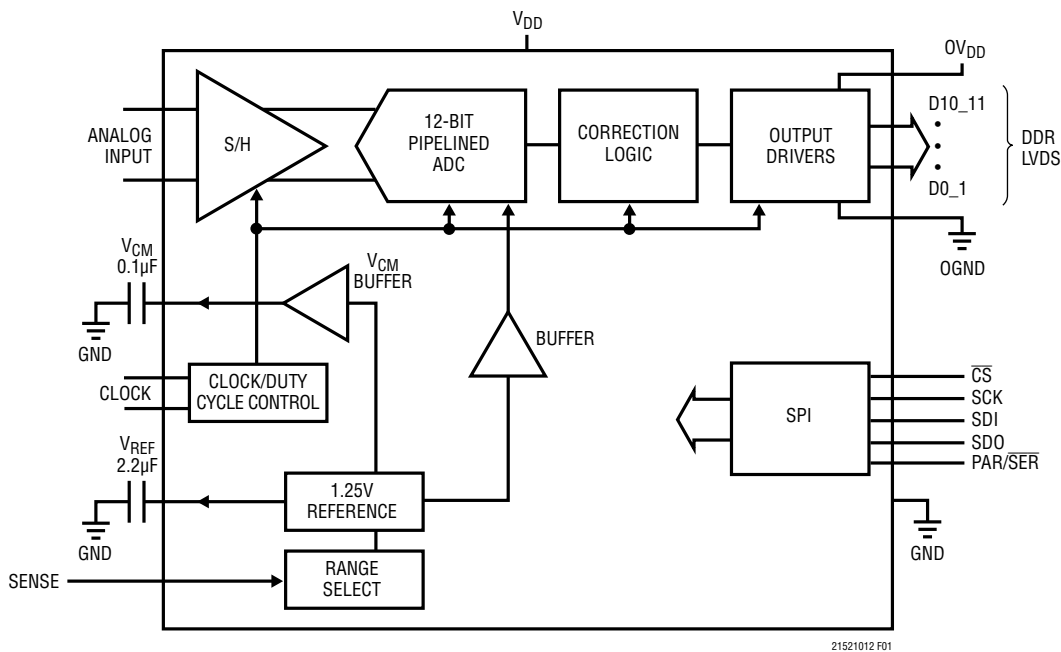 VDD
OVDD
ANALOG
INPUT
S/H
12-BIT
PIPELINED
ADC
CORRECTION
LOGIC
OUTPUT
DRIVERS
D10_11
•
•
•
D0_1
DDR
LVDS
OGND
VCM
0.1µF
GND
VCM
BUFFER
BUFFER
CLOCK
CLOCK/DUTY
CYCLE CONTROL
SPI
C̅S̅
SCK
SDI
SDO
PAR/S̅E̅R̅
VREF
2.2µF
GND
1.25V
REFERENCE
GND
SENSE
RANGE
SELECT
21521012 F01